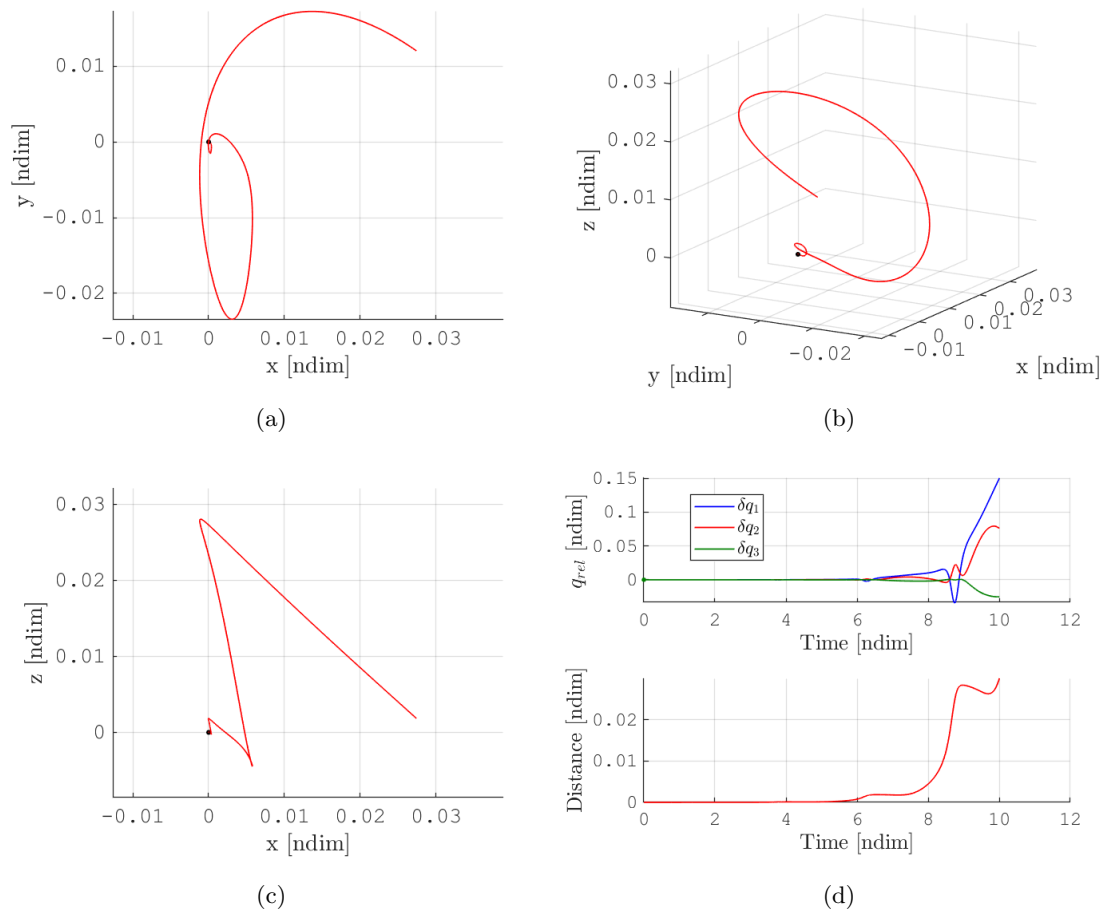 0.01
0
-0.01
-0.02
y [ndim]
-0.01 0 0.01 0.02 0.03
x [ndim]
(a)
0.03
0.02
0.01
0
z [ndim]
0 -0.02
y [ndim]
-0.01 0 0.01 0.02 0.03
x [ndim]
(b)
0.03
0.02
0.01
0
z [ndim]
-0.01 0 0.01 0.02 0.03
x [ndim]
(c)
0.15
0.1
0.05
0
q_rel [ndim]
δq1
δq2
δq3
0 2 4 6 8 10 12
Time [ndim]
0.02
0.01
0
Distance [ndim]
0 2 4 6 8 10 12
Time [ndim]
(d)